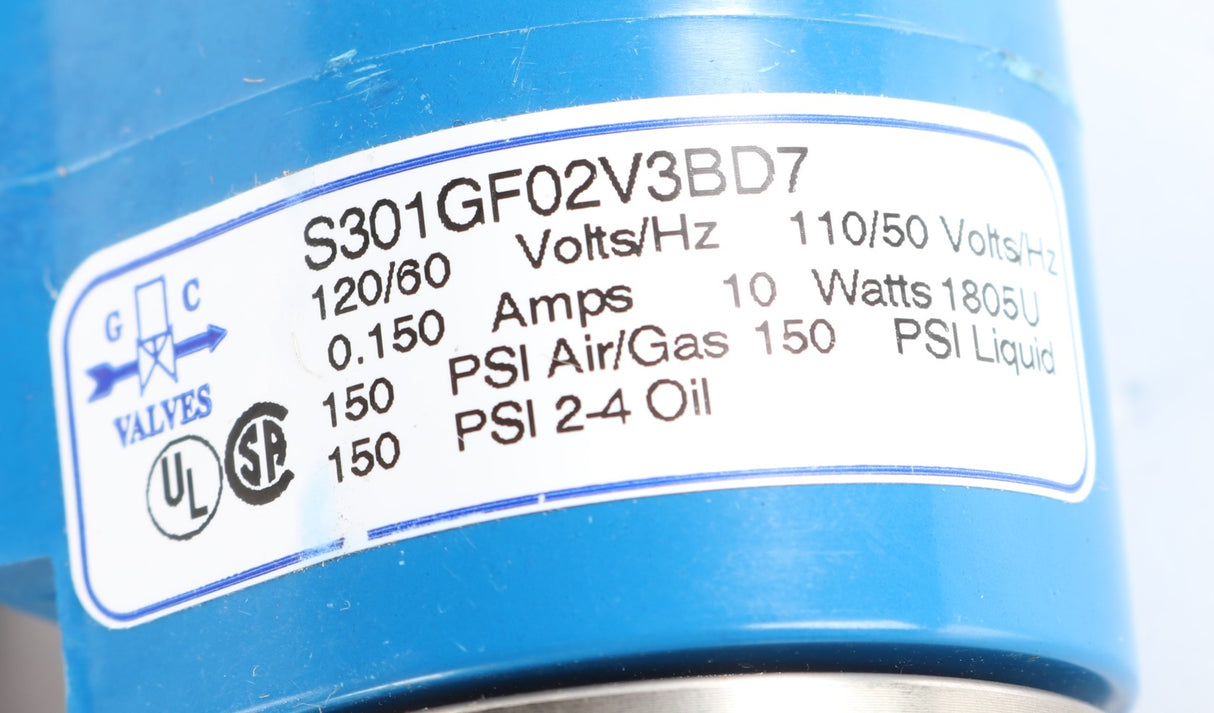 S301GF02V3BD7
120/60 Volts/Hz 110/50 Volts/Hz
0.150 Amps 10 Watts 1805U
150 PSI Air/Gas 150 PSI Liquid
150 PSI 2-4 Oil
G C
VALVES
UL
SA